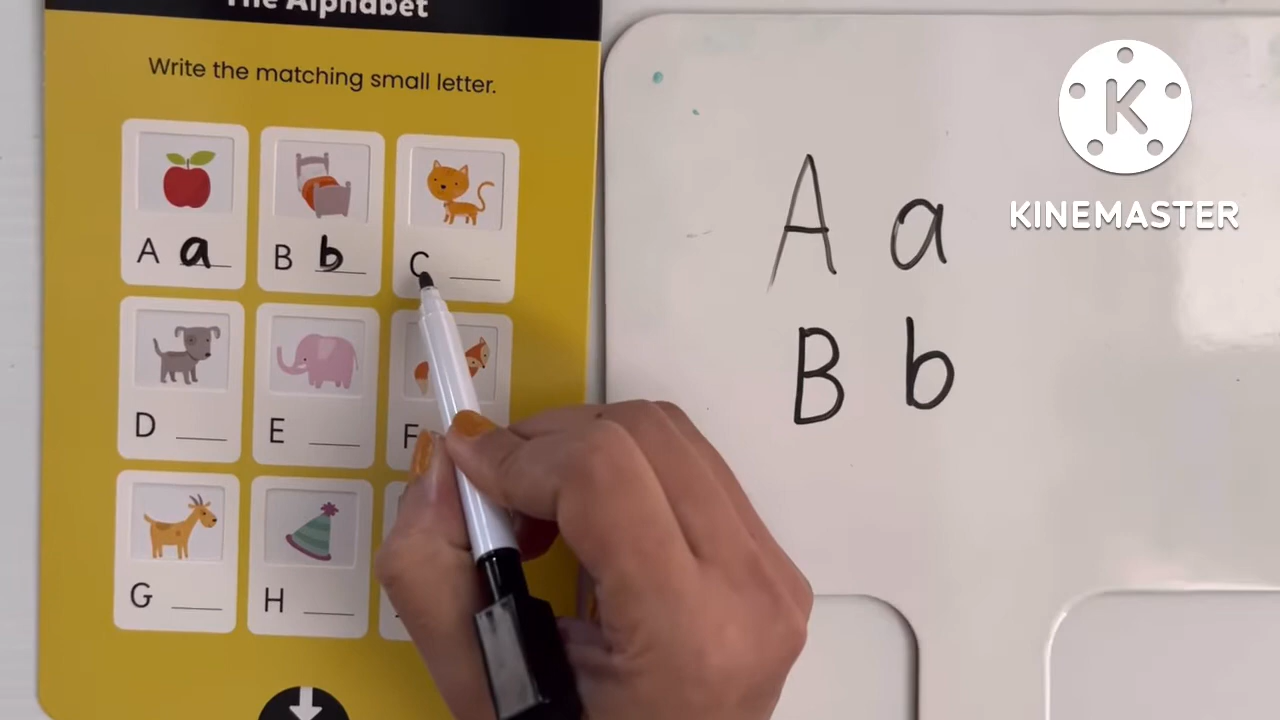 The Alphabet
Write the matching small letter.
A a B b C
D E F
G H
A a
B b
K
KINEMASTER